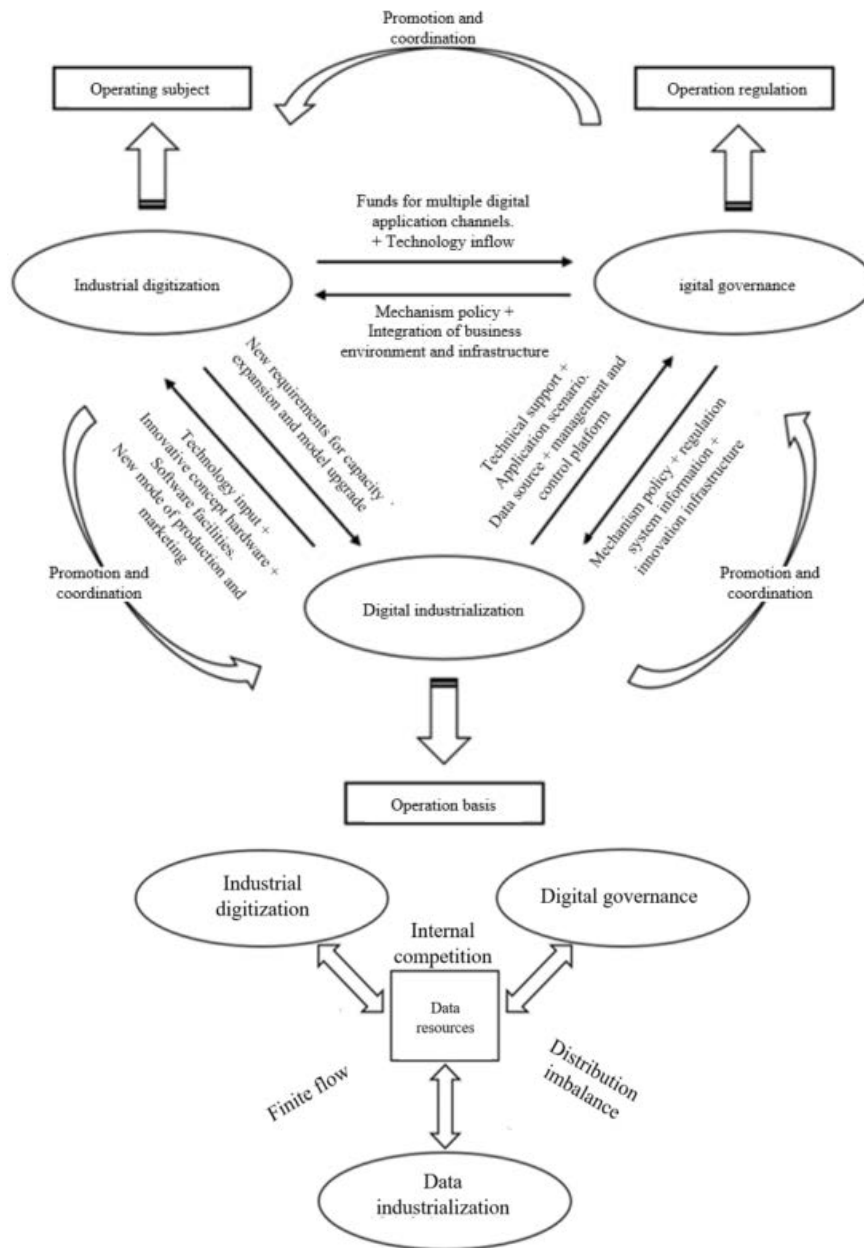 Promotion and
coordination
Operating subject
Operation regulation
Funds for multiple digital
application channels.
+ Technology inflow
Industrial digitization
igital governance
Mechanism policy +
Integration of business
environment and infrastructure
New requirements for capacity
expansion and model upgrade
Technology input +
Innovative concept hardware +
Software facilities.
New mode of production and
marketing
Technical support +
Application scenario.
Data source + management and
control platform
Mechanism policy + regulation
system information +
innovation infrastructure
Promotion and
coordination
Promotion and
coordination
Digital industrialization
Operation basis
Industrial
digitization
Digital governance
Internal
competition
Data
resources
Finite flow
Distribution
imbalance
Data
industrialization